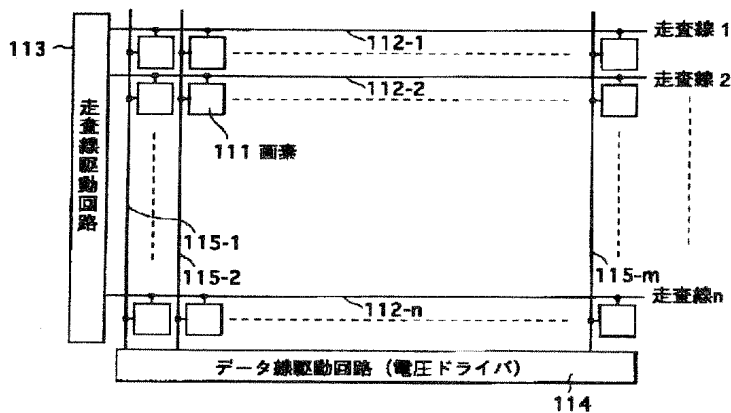 走査線1
113
112-1
走査線2
112-2
111 画素
走査線駆動回路
115-1
115-2
115-m
走査線n
112-n
データ線駆動回路（電圧ドライバ）
114